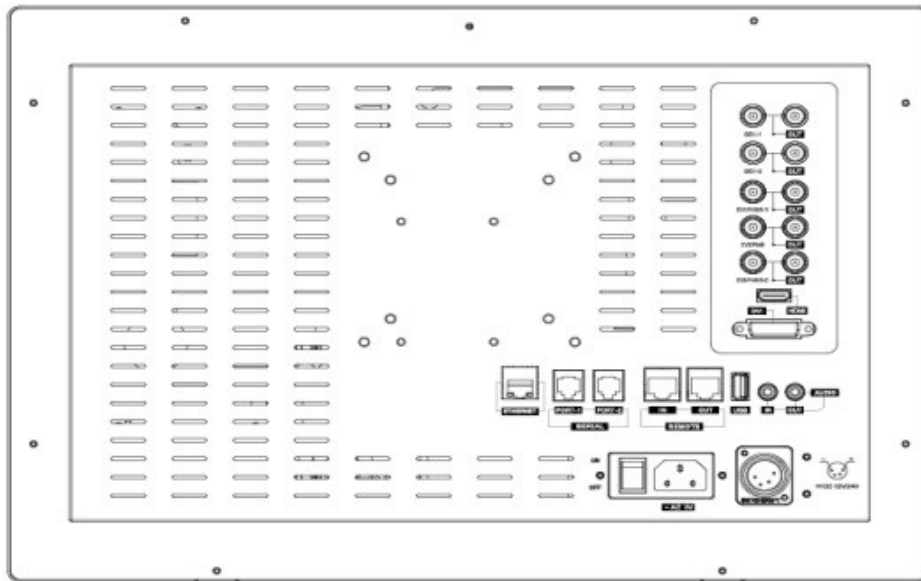 SDI-1 OUT
SDI-2 OUT
OUT
OUT
OUT
DVI HDMI
ETHERNET PORT-1 PORT-2 IN OUT USB IN OUT AUDIO
SERIAL REMOTE
ON
OFF
AC IN